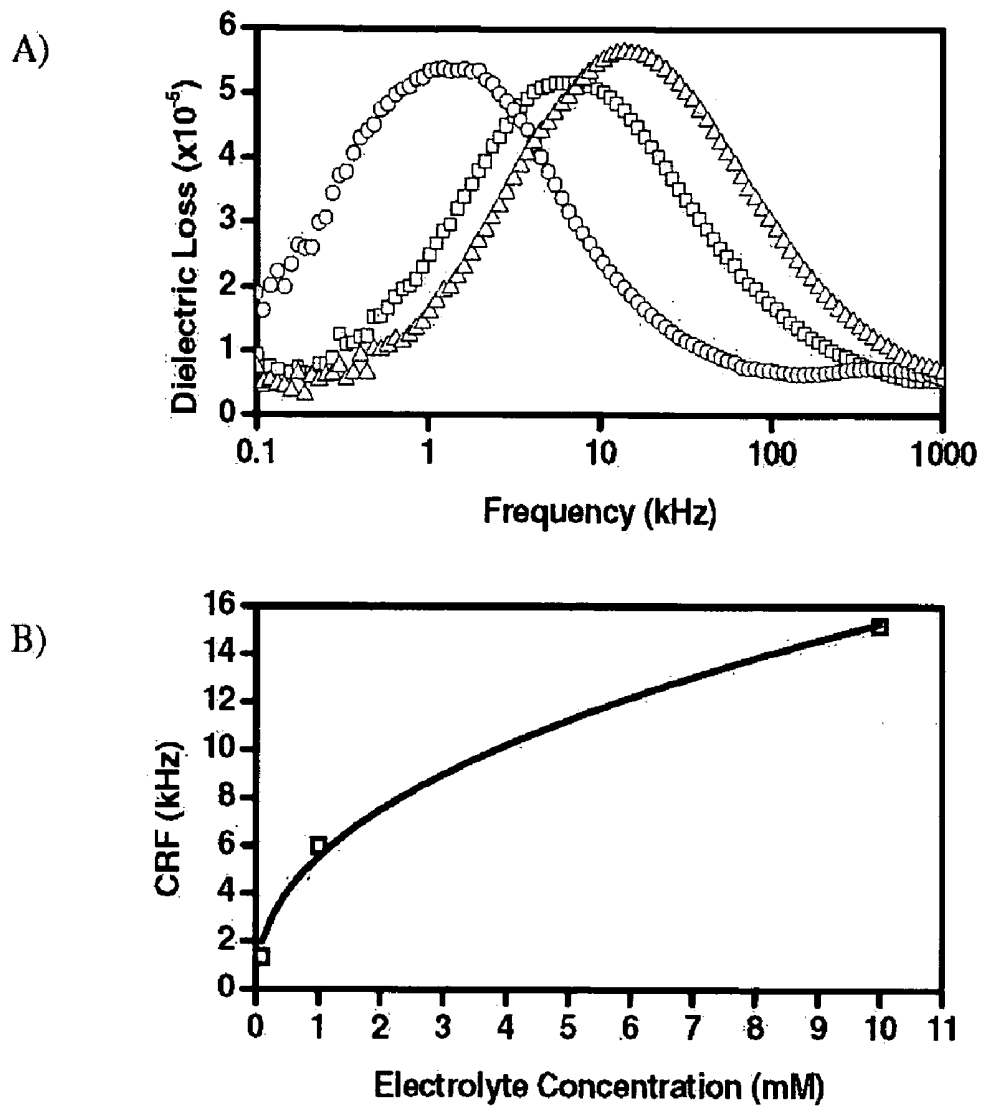 A)
Dielectric Loss (x10⁻⁵)
6
5
4
3
2
1
0
0.1 1 10 100 1000
Frequency (kHz)
B)
CRF (kHz)
16
14
12
10
8
6
4
2
0
0 1 2 3 4 5 6 7 8 9 10 11
Electrolyte Concentration (mM)